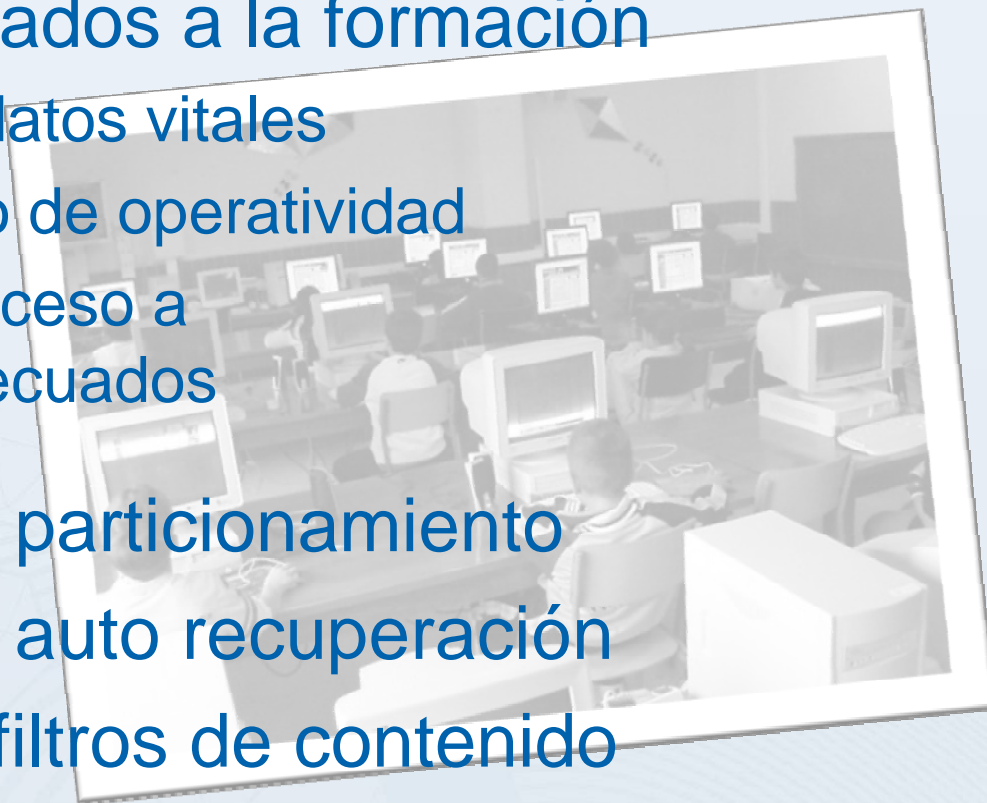 ados a la formación
datos vitales
o de operatividad
ceso a
ecuados
particionamiento
auto recuperación
filtros de contenido